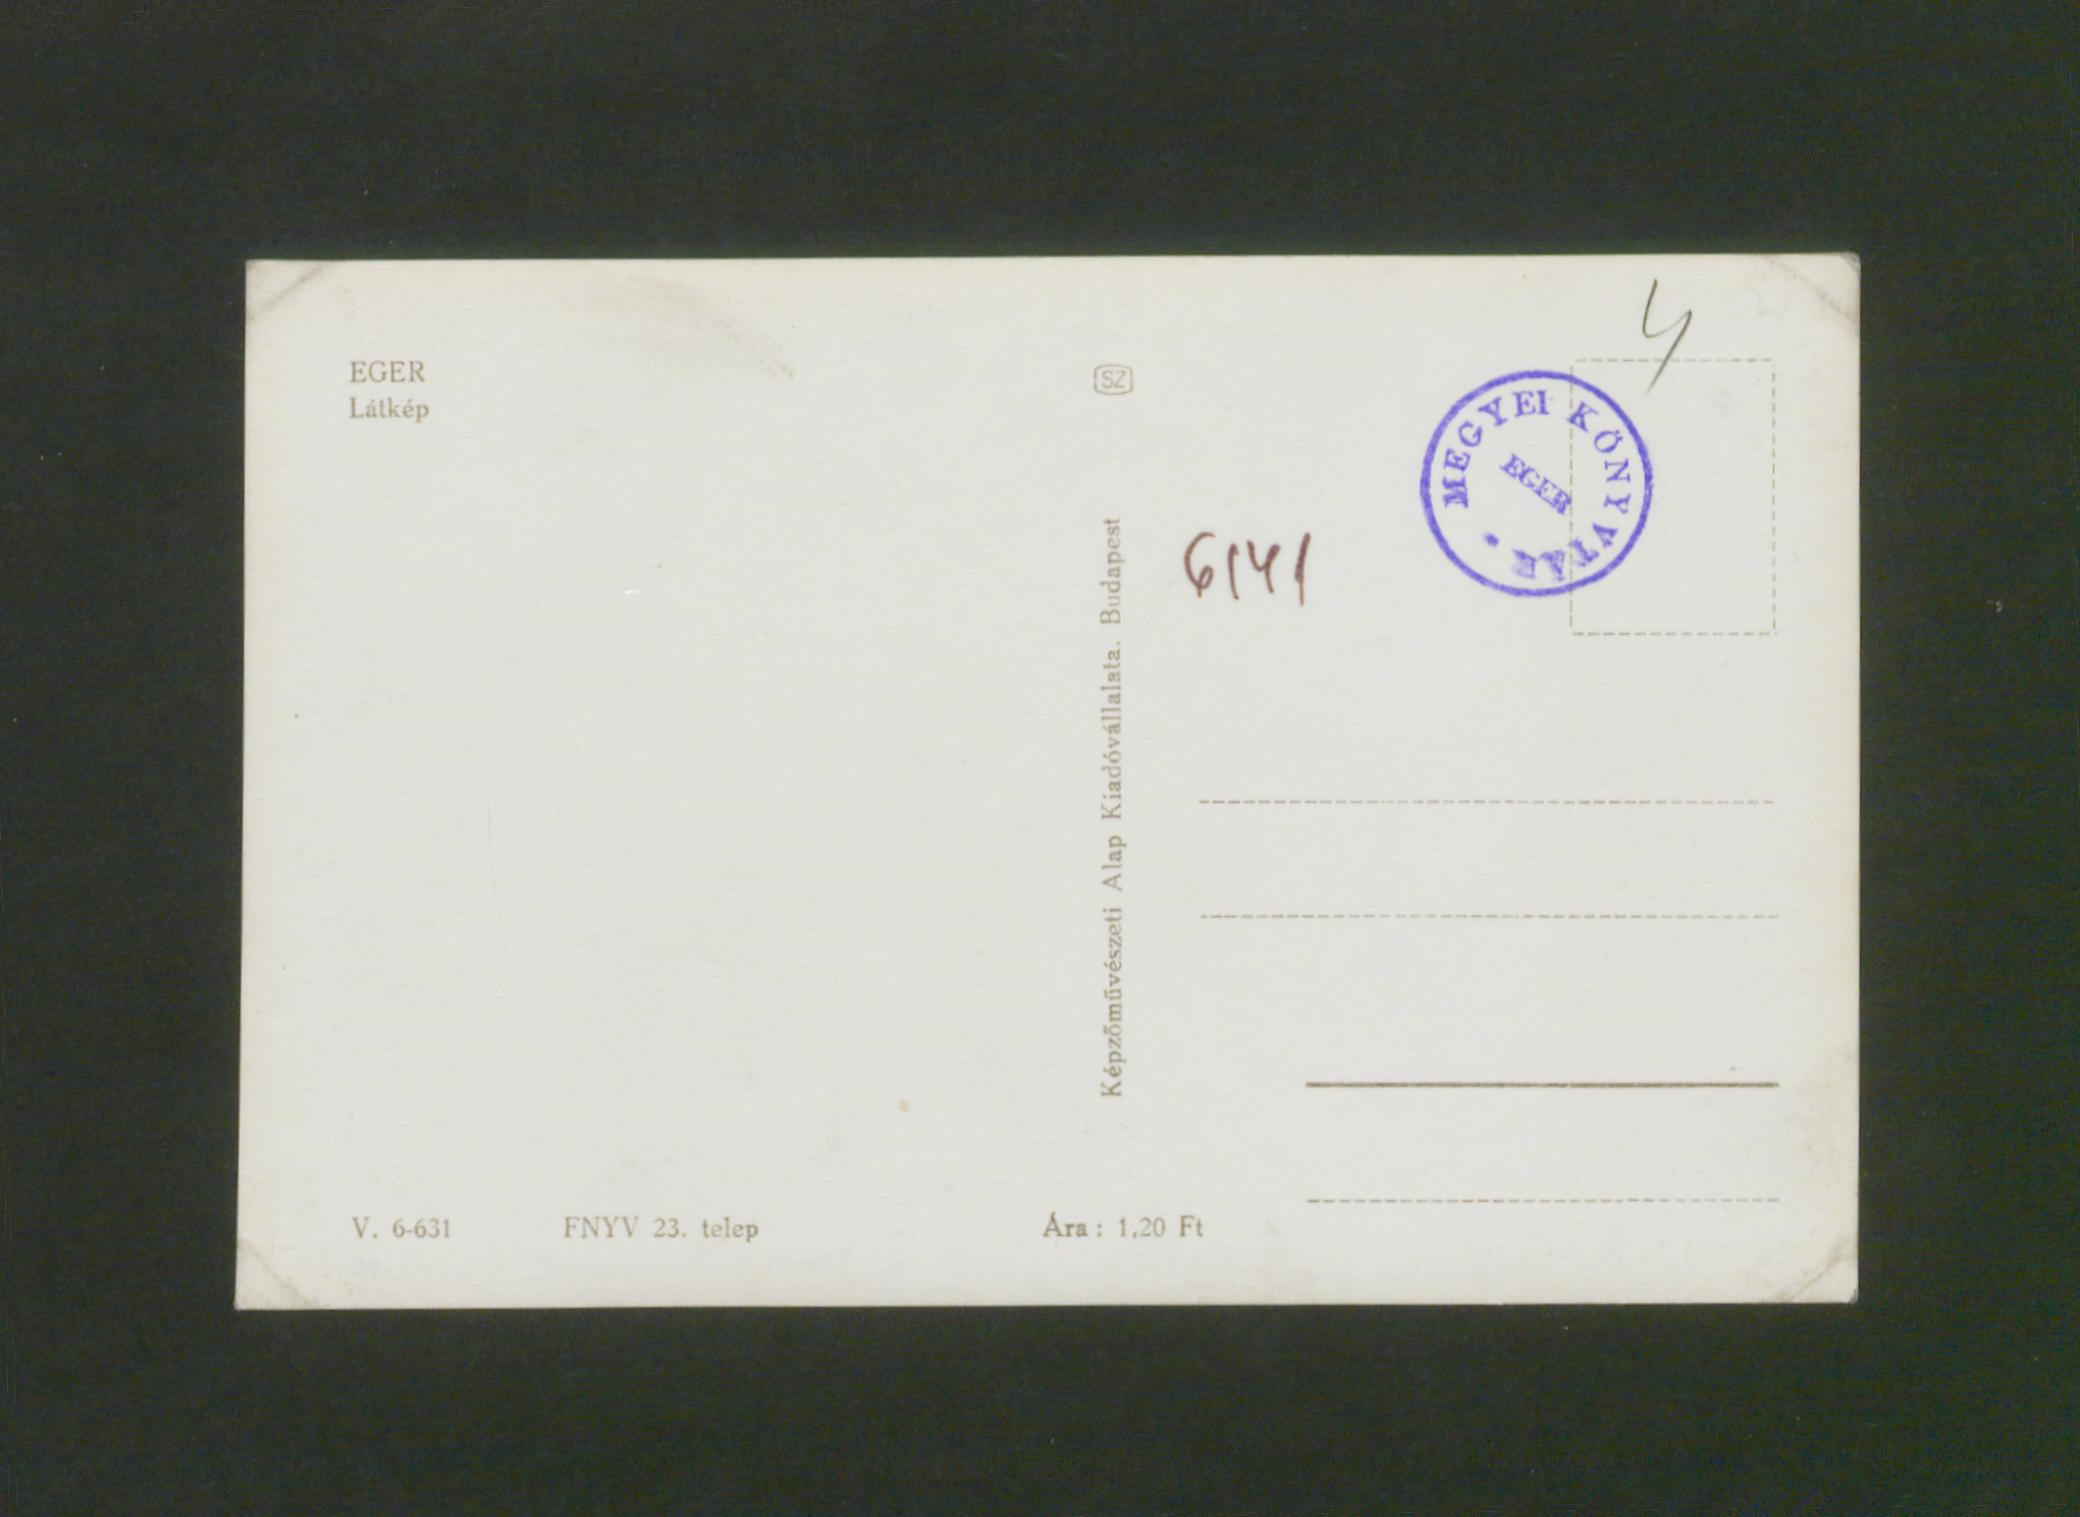 EGER
Látkép
V. 6-631 FNYV 23. telep Ára: 1,20 Ft
SZ
Képzőművészeti Alap Kiadóvállalata. Budapest
6141
4
MEGYEI KÖNYVTÁR
EGER